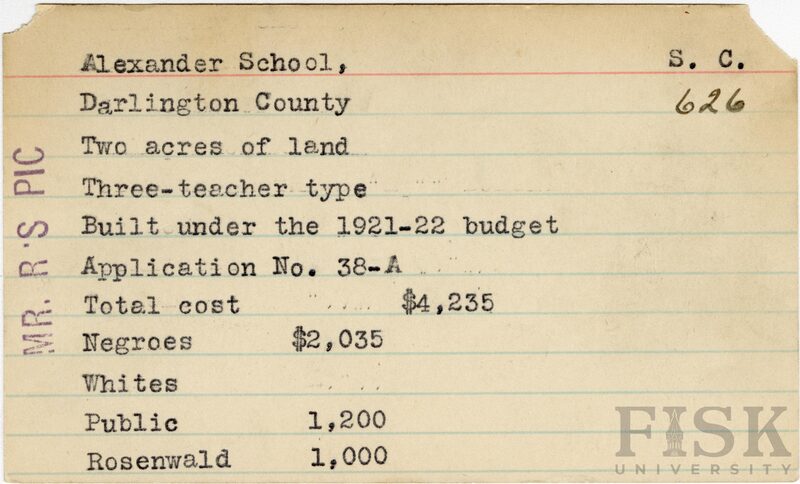 Alexander School, S. C.
Darlington County 626
Two acres of land
Three-teacher type
Built under the 1921-22 budget
Application No. 38-A
Total cost $4,235
Negroes $2,035
Whites
Public 1,200
Rosenwald 1,000
MR. R'S PIC
FISK
UNIVERSITY